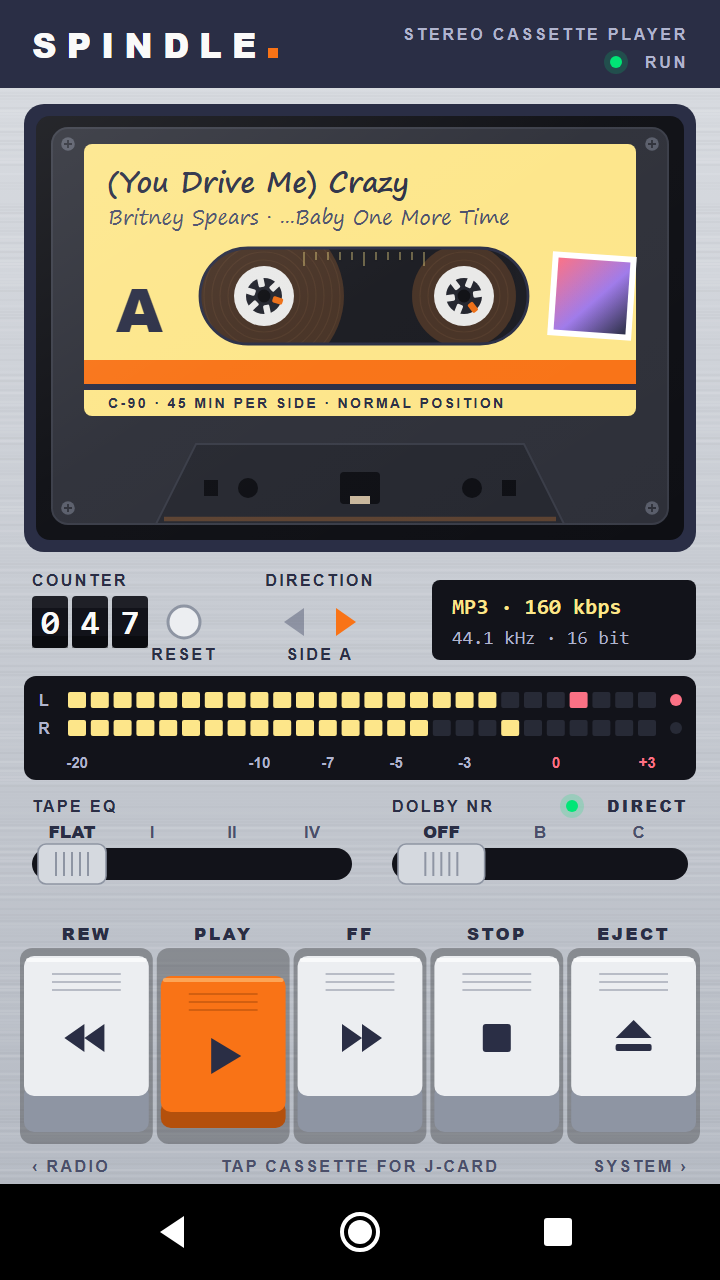 SPINDLE.
STEREO CASSETTE PLAYER
RUN
(You Drive Me) Crazy
Britney Spears · ...Baby One More Time
A
C-90 · 45 MIN PER SIDE · NORMAL POSITION
COUNTER
DIRECTION
047
RESET
SIDE A
MP3 · 160 kbps
44.1 kHz · 16 bit
L
R
-20 -10 -7 -5 -3 0 +3
TAPE EQ
FLAT I II IV
DOLBY NR
DIRECT
OFF B C
REW PLAY FF STOP EJECT
‹ RADIO
TAP CASSETTE FOR J-CARD
SYSTEM ›